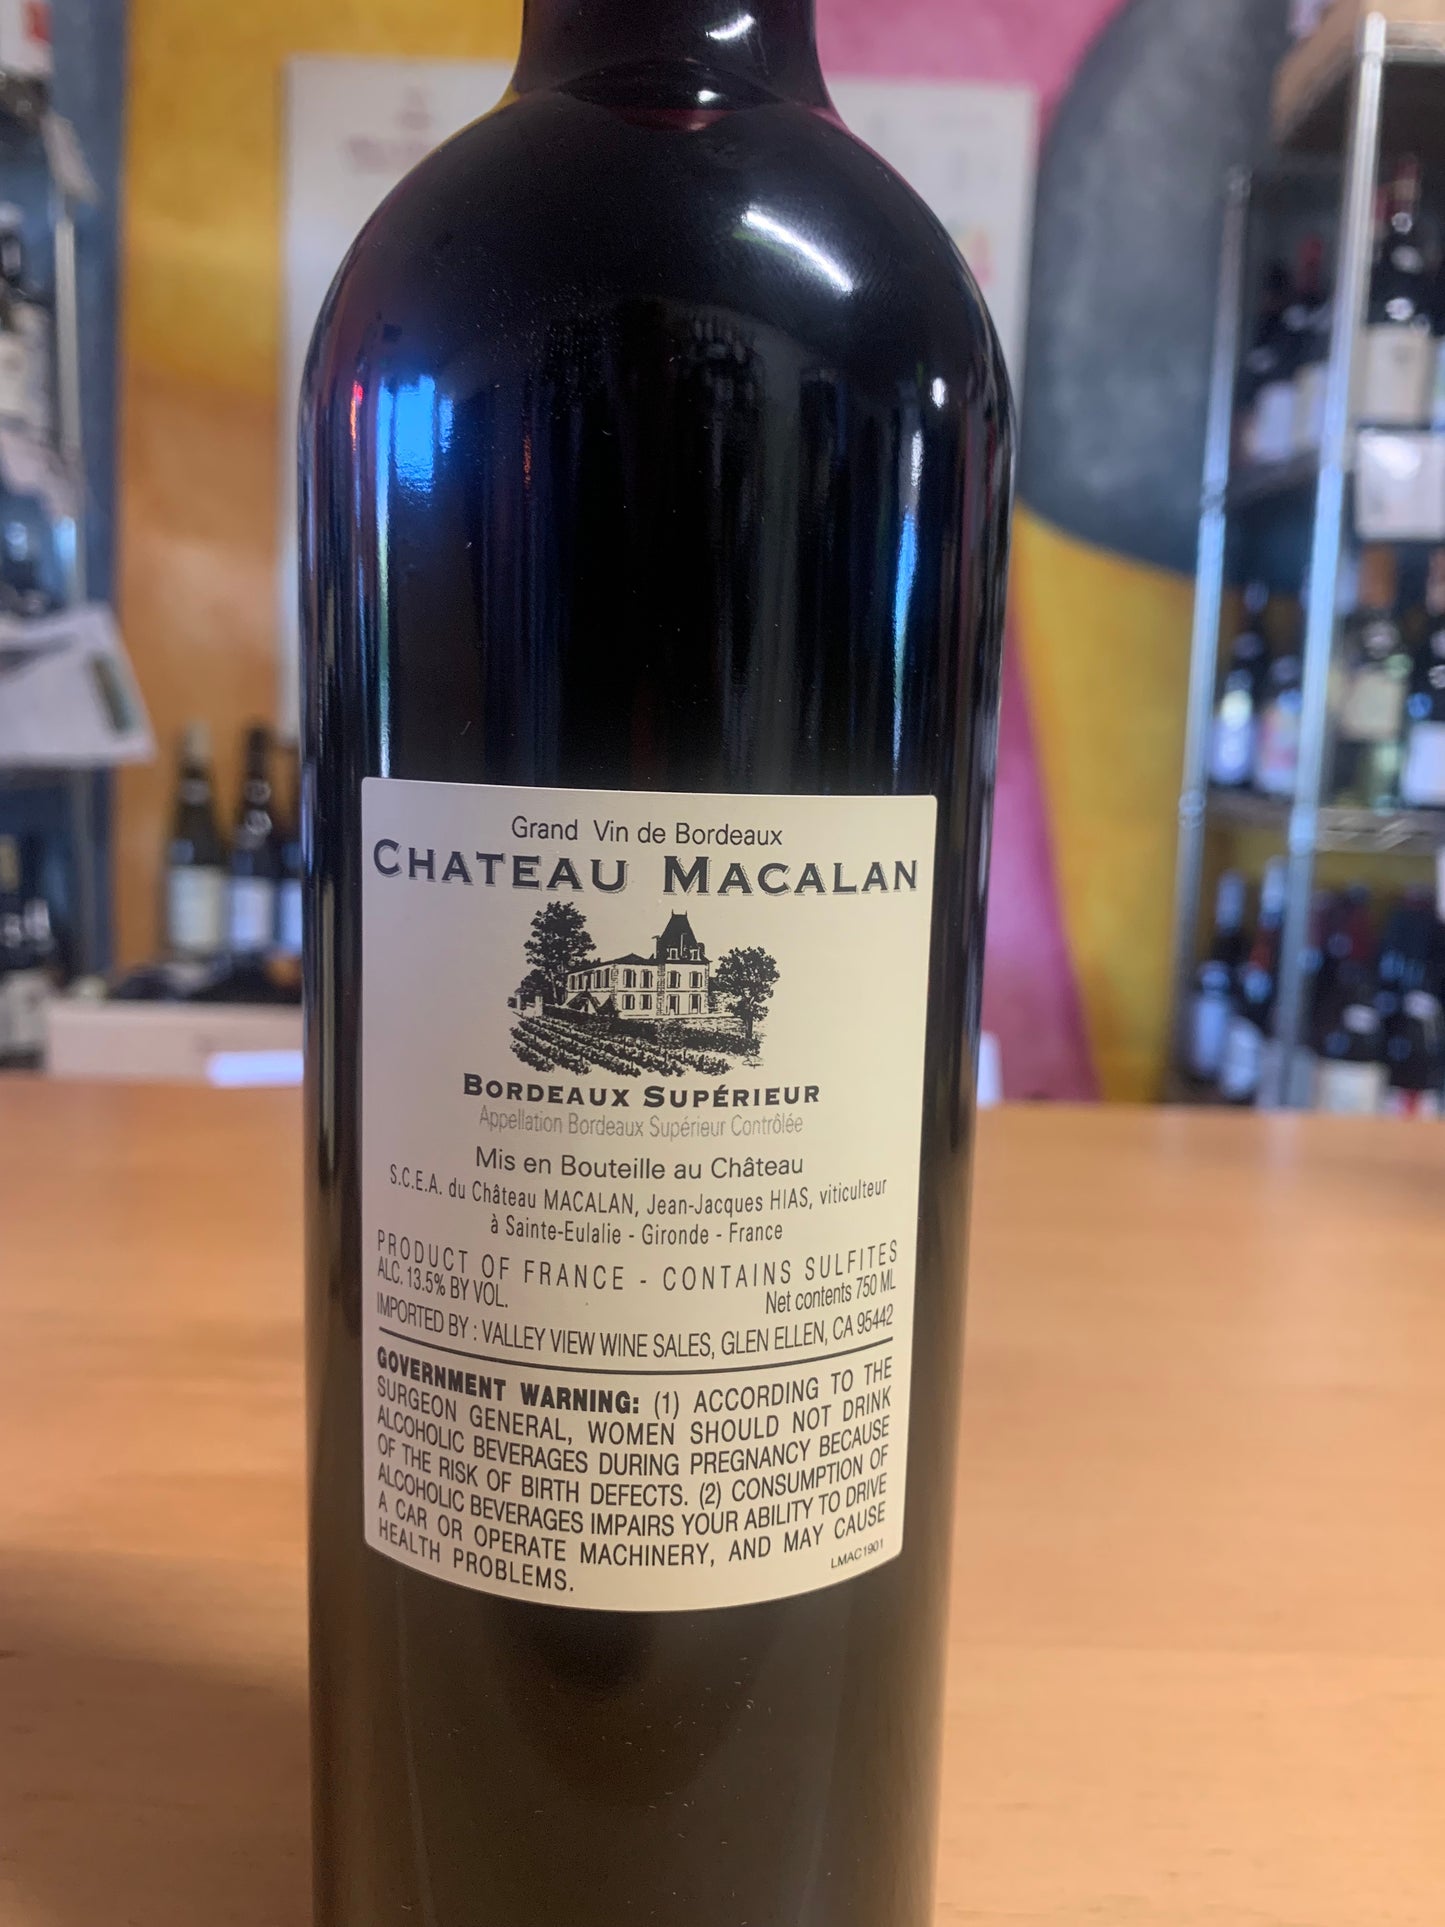 Grand Vin de Bordeaux
CHATEAU MACALAN
BORDEAUX SUPÉRIEUR
Appellation Bordeaux Supérieur Contrôlée
Mis en Bouteille au Château
S.C.E.A. du Château MACALAN, Jean-Jacques HIAS, viticulteur
à Sainte-Eulalie - Gironde - France
PRODUCT OF FRANCE - CONTAINS SULFITES
ALC. 13.5% BY VOL. Net contents 750 ML
IMPORTED BY : VALLEY VIEW WINE SALES, GLEN ELLEN, CA 95442
GOVERNMENT WARNING: (1) ACCORDING TO THE
SURGEON GENERAL, WOMEN SHOULD NOT DRINK
ALCOHOLIC BEVERAGES DURING PREGNANCY BECAUSE
OF THE RISK OF BIRTH DEFECTS. (2) CONSUMPTION OF
ALCOHOLIC BEVERAGES IMPAIRS YOUR ABILITY TO DRIVE
A CAR OR OPERATE MACHINERY, AND MAY CAUSE
HEALTH PROBLEMS.
LMAC1901